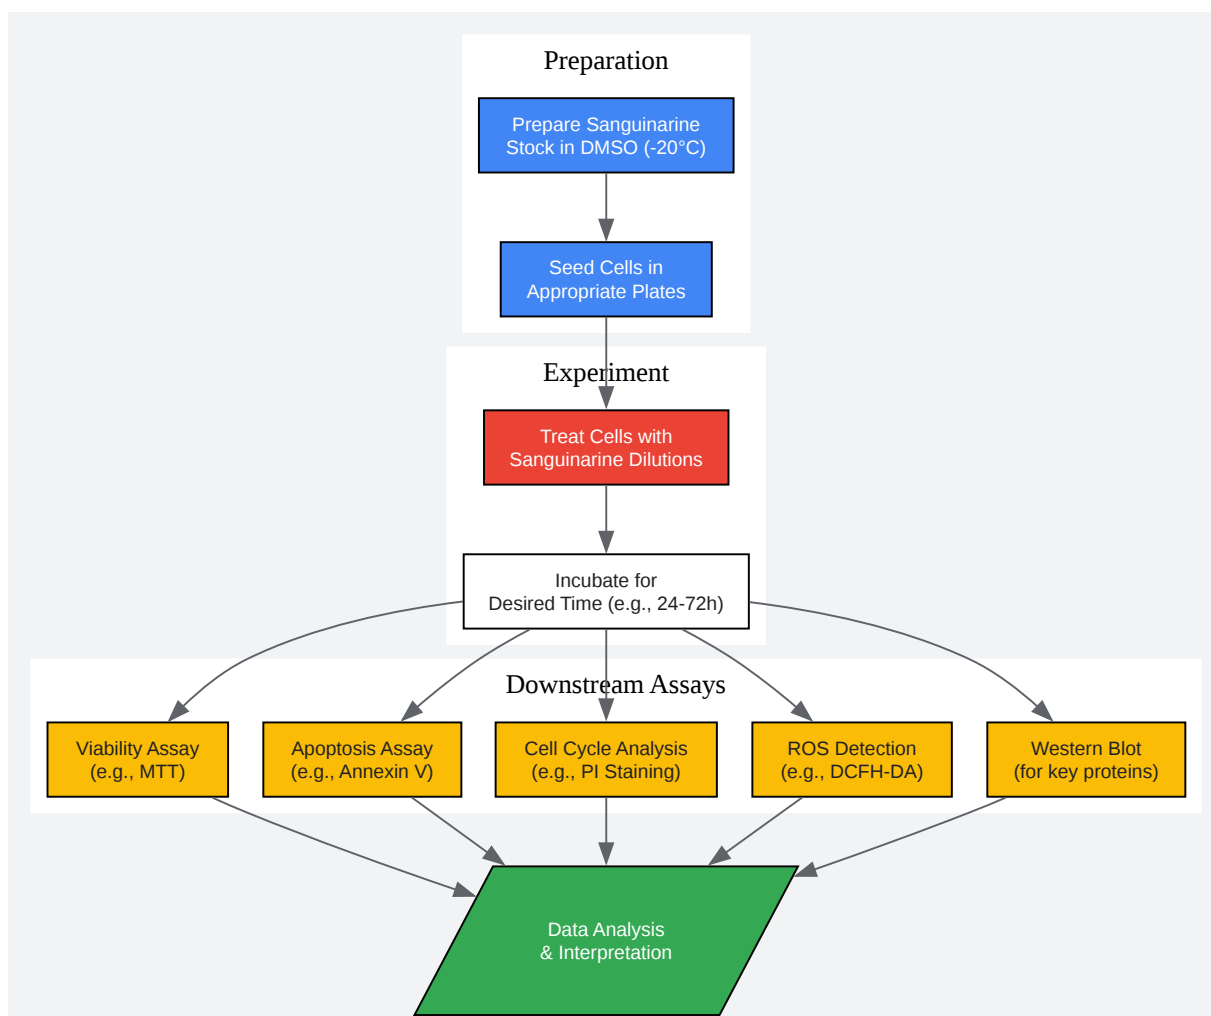 Preparation
Prepare Sanguinarine
Stock in DMSO (-20°C)
Seed Cells in
Appropriate Plates
Experiment
Treat Cells with
Sanguinarine Dilutions
Incubate for
Desired Time (e.g., 24-72h)
Downstream Assays
Viability Assay
(e.g., MTT)
Apoptosis Assay
(e.g., Annexin V)
Cell Cycle Analysis
(e.g., PI Staining)
ROS Detection
(e.g., DCFH-DA)
Western Blot
(for key proteins)
Data Analysis
& Interpretation